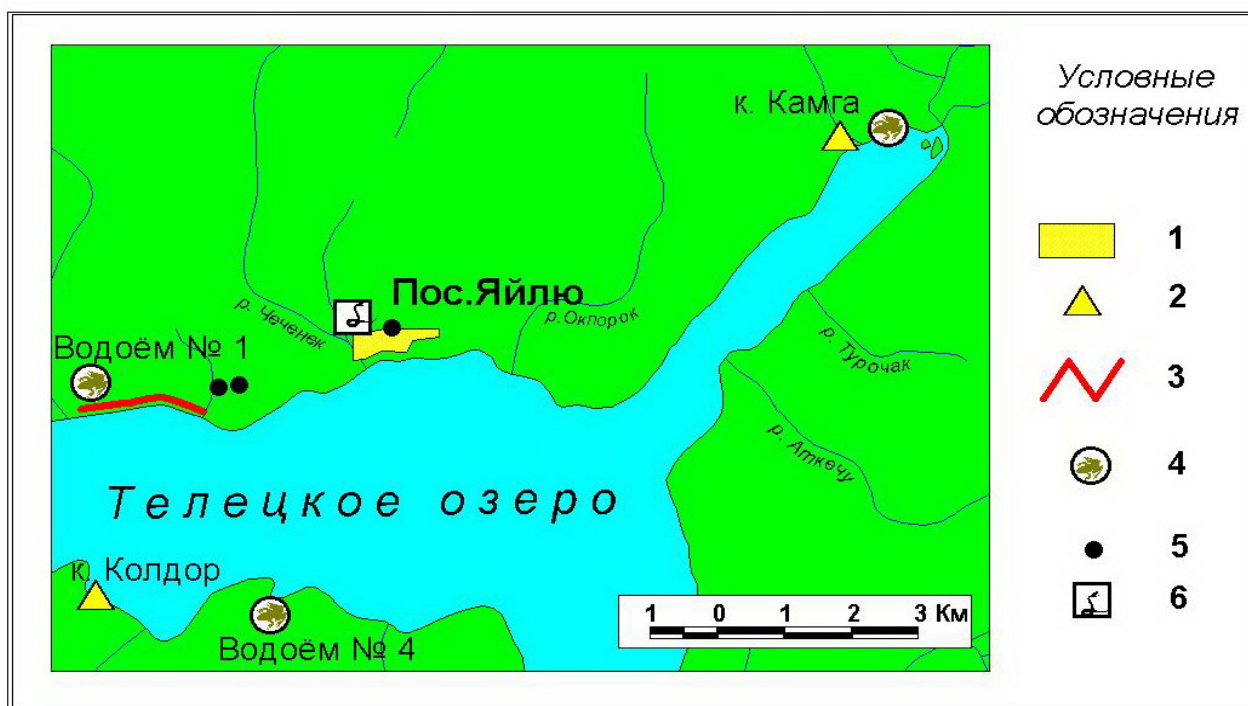 к. Камга
Пос.Яйлю
р. Чеченек
р.Окпорок
р. Турочак
Водоём № 1
р. Аткечу
Телецкое озеро
к. Колдор
Водоём № 4
1 0 1 2 3 Км
Условные
обозначения
1
2
3
4
5
6